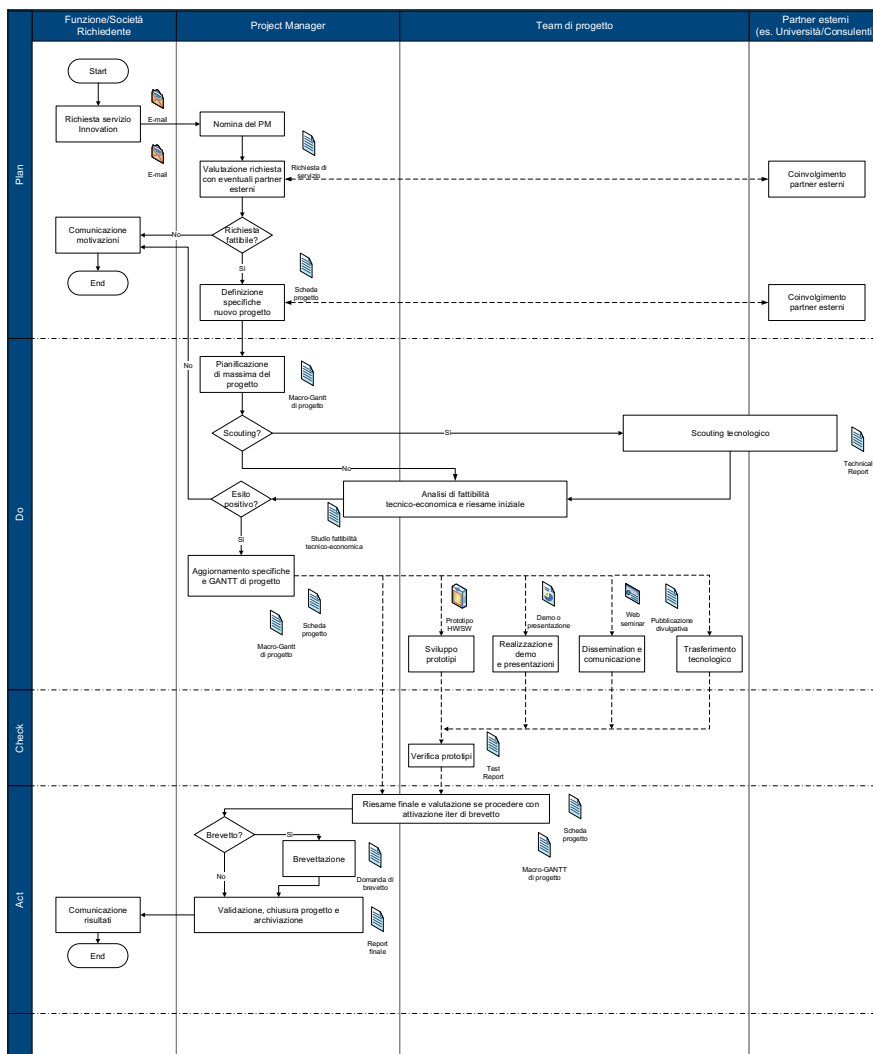 Funzione/Società
Richiedente
Project Manager
Team di progetto
Partner esterni
(es. Università/Consulenti)
Plan
Start
Richiesta servizio
Innovation
E-mail
E-mail
Nomina del PM
Richiesta di
servizio
Valutazione richiesta
con eventuali partner
esterni
Coinvolgimento
partner esterni
Comunicazione
motivazioni
No
Richiesta
fattibile?
Sì
End
Scheda
progetto
Definizione
specifiche
nuovo progetto
Coinvolgimento
partner esterni
Do
No
Pianificazione
di massima del
progetto
Macro-Gantt
di progetto
Scouting?
Sì
Scouting tecnologico
Technical
Report
No
Esito
positivo?
Analisi di fattibilità
tecnico-economica e riesame iniziale
Studio fattibilità
tecnico-economica
Sì
Aggiornamento specifiche
e GANTT di progetto
Macro-Gantt
di progetto
Scheda
progetto
Prototipo
HW/SW
Demo o
presentazione
Web
seminar
Pubblicazione
divulgativa
Sviluppo
prototipi
Realizzazione
demo
e presentazioni
Dissemination e
comunicazione
Trasferimento
tecnologico
Check
Verifica prototipi
Test
Report
Act
Riesame finale e valutazione se procedere con
attivazione iter di brevetto
Scheda
progetto
Macro-GANTT
di progetto
Brevetto?
Sì
Brevettazione
Domanda di
brevetto
No
Comunicazione
risultati
Validazione, chiusura progetto e
archiviazione
Report
finale
End